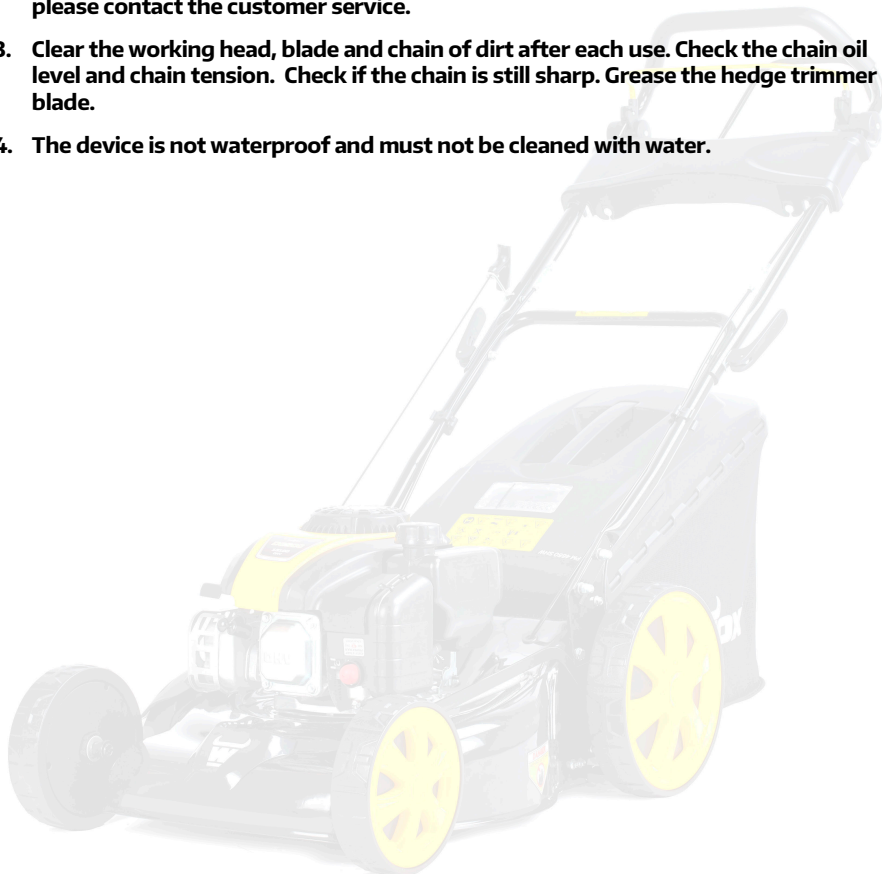 please contact the customer service.
3. Clear the working head, blade and chain of dirt after each use. Check the chain oil
level and chain tension. Check if the chain is still sharp. Grease the hedge trimmer
blade.
4. The device is not waterproof and must not be cleaned with water.